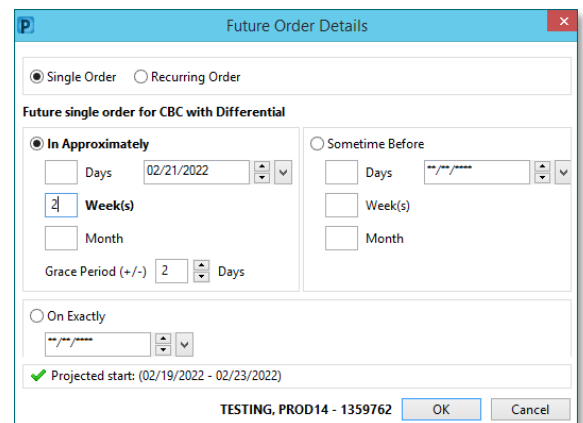 P Future Order Details
Single Order Recurring Order
Future single order for CBC with Differential
In Approximately Sometime Before
Days 02/21/2022 Days **/**/****
2 Week(s) Week(s)
Month Month
Grace Period (+/-) 2 Days
On Exactly
**/**/****
Projected start: (02/19/2022 - 02/23/2022)
TESTING, PROD14 - 1359762 OK Cancel